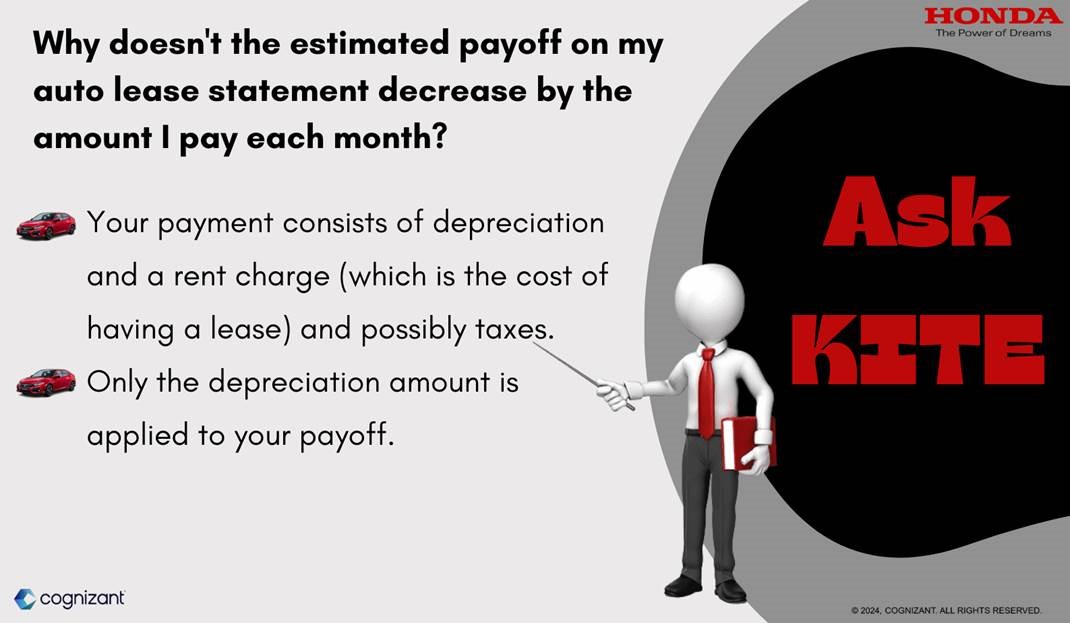 HONDA
The Power of Dreams
Why doesn't the estimated payoff on my
auto lease statement decrease by the
amount I pay each month?
Your payment consists of depreciation
and a rent charge (which is the cost of
having a lease) and possibly taxes.
Only the depreciation amount is
applied to your payoff.
Ask
KITE
cognizant
© 2024, COGNIZANT. ALL RIGHTS RESERVED.